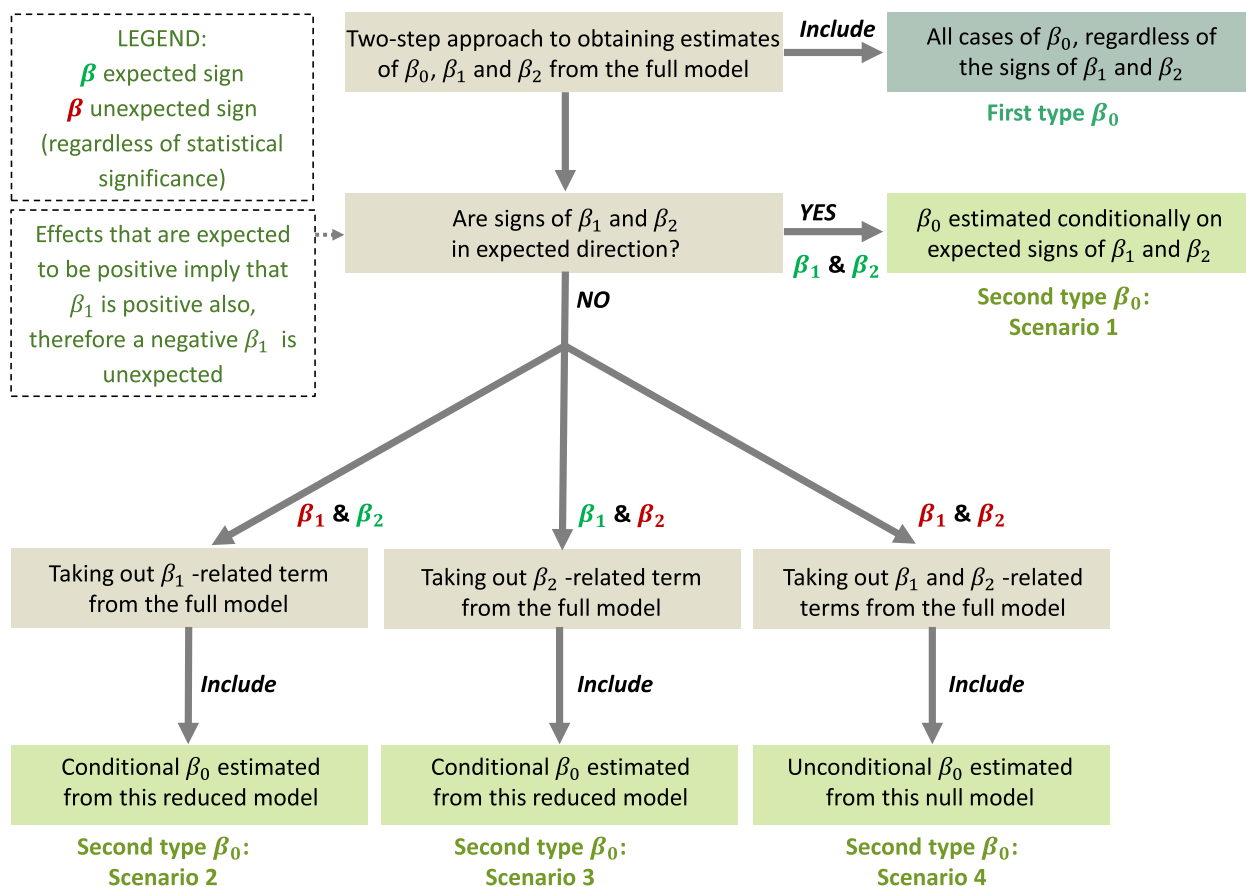 LEGEND:
β expected sign
β unexpected sign
(regardless of statistical
significance)
Effects that are expected
to be positive imply that
β₁ is positive also,
therefore a negative β₁ is
unexpected
Two-step approach to obtaining estimates
of β₀, β₁ and β₂ from the full model
Include
All cases of β₀, regardless of
the signs of β₁ and β₂
First type β₀
Are signs of β₁ and β₂
in expected direction?
YES
β₁ & β₂
β₀ estimated conditionally on
expected signs of β₁ and β₂
Second type β₀:
Scenario 1
NO
β₁ & β₂
β₁ & β₂
β₁ & β₂
Taking out β₁ -related term
from the full model
Taking out β₂ -related term
from the full model
Taking out β₁ and β₂ -related
terms from the full model
Include
Include
Include
Conditional β₀ estimated
from this reduced model
Conditional β₀ estimated
from this reduced model
Unconditional β₀ estimated
from this null model
Second type β₀:
Scenario 2
Second type β₀:
Scenario 3
Second type β₀:
Scenario 4